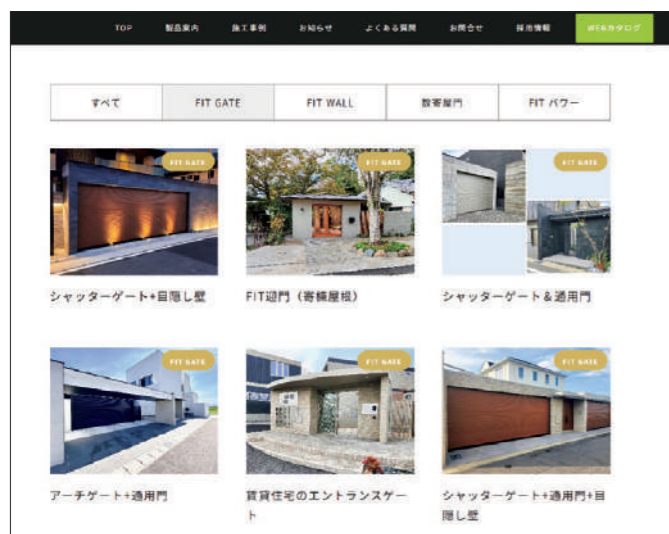 TOP 製品案内 施工事例 お知らせ よくある質問 お問合せ 採用情報 WEBカタログ
すべて FIT GATE FIT WALL 数寄屋門 FIT パワー
FIT GATE FIT GATE FIT GATE
シャッターゲート+目隠し壁 FIT迎門（寄棟屋根） シャッターゲート＆通用門
FIT GATE FIT GATE FIT GATE
アーチゲート+通用門 賃貸住宅のエントランスゲー シャッターゲート+通用門+目
ト 隠し壁